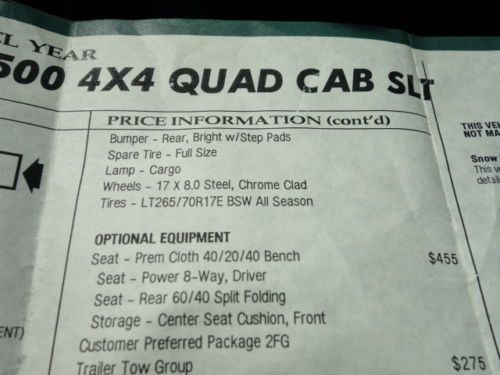 EL YEAR
500 4X4 QUAD CAB SLT
PRICE INFORMATION (cont'd)
Bumper - Rear, Bright w/Step Pads
Spare Tire - Full Size
Lamp - Cargo
Wheels - 17 X 8.0 Steel, Chrome Clad
Tires - LT265/70R17E BSW All Season
OPTIONAL EQUIPMENT
Seat - Prem Cloth 40/20/40 Bench $455
Seat - Power 8-Way, Driver
Seat - Rear 60/40 Split Folding
Storage - Center Seat Cushion, Front
Customer Preferred Package 2FG
Trailer Tow Group $275
ENT)
THIS VE
NOT MA
Snow
This ve
detai